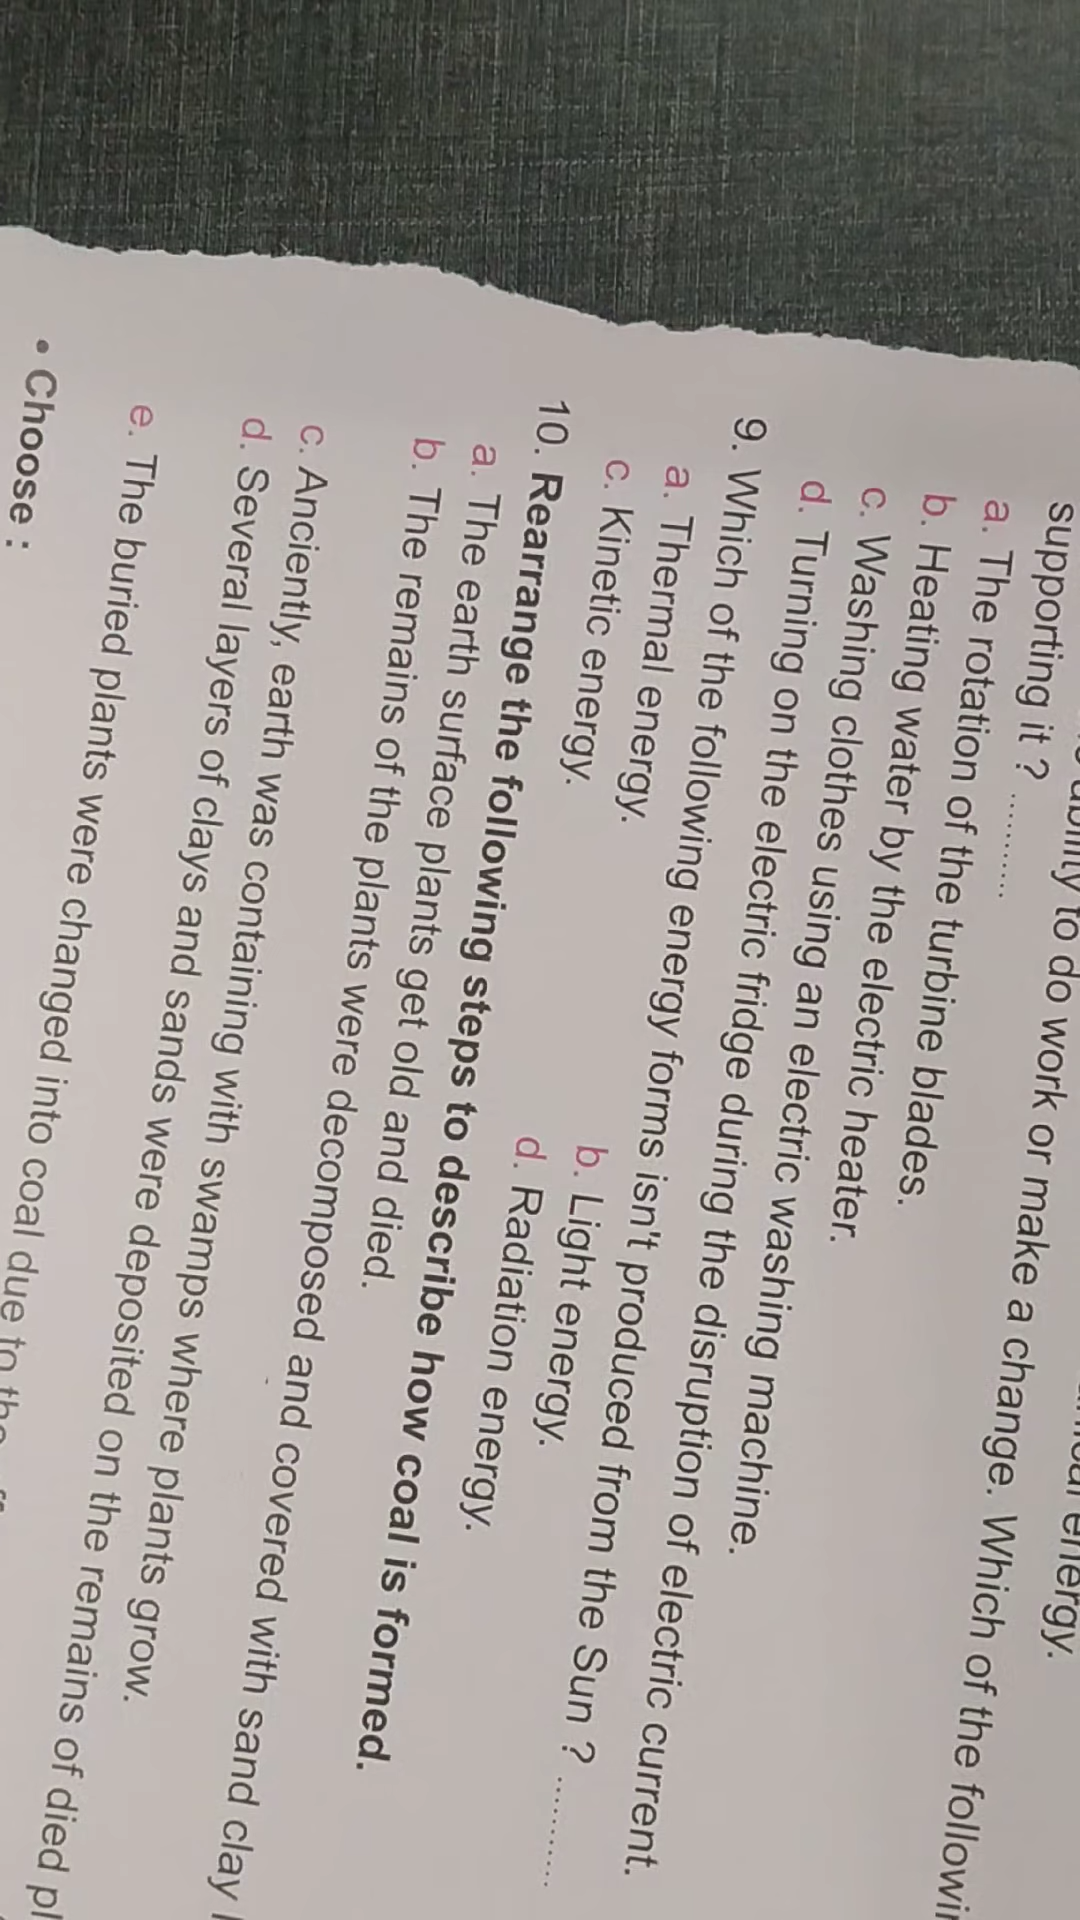 energy.
ability to do work or make a change. Which of the
supporting it ? ..........
a. The rotation of the turbine blades.
b. Heating water by the electric heater.
c. Washing clothes using an electric washing machine.
d. Turning on the electric fridge during the disruption of electric current.
9. Which of the following energy forms isn't produced from the Sun ? ..........
a. Thermal energy. b. Light energy.
c. Kinetic energy. d. Radiation energy.
10. Rearrange the following steps to describe how coal is formed.
a. The earth surface plants get old and died.
b. The remains of the plants were decomposed and covered with sand clay
c. Anciently, earth was containing with swamps where plants grow.
d. Several layers of clays and sands were deposited on the remains of died
e. The buried plants were changed into coal due to
• Choose :